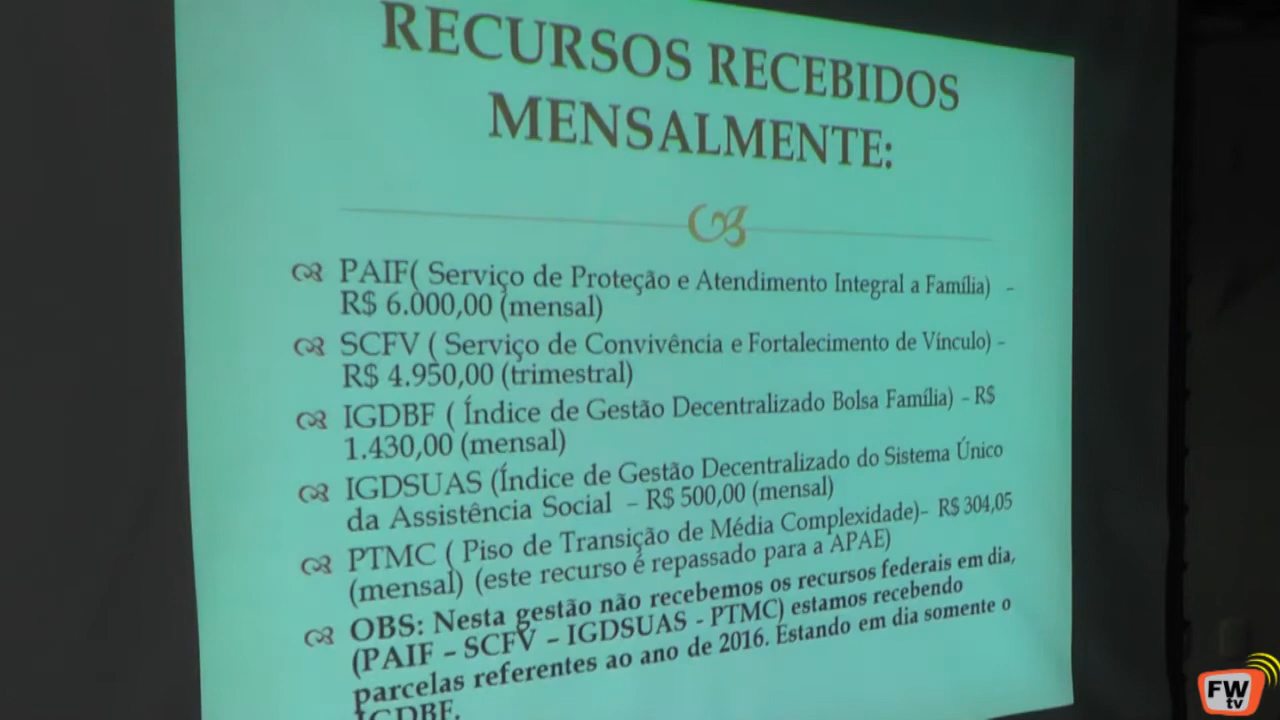 RECURSOS RECEBIDOS
MENSALMENTE:
PAIF( Serviço de Proteção e Atendimento Integral a Família) –
R$ 6.000,00 (mensal)
SCFV ( Serviço de Convivência e Fortalecimento de Vínculo) –
R$ 4.950,00 (trimestral)
IGDBF ( Índice de Gestão Decentralizado Bolsa Família) – R$
1.430,00 (mensal)
IGDSUAS (Índice de Gestão Decentralizado do Sistema Único
da Assistência Social – R$ 500,00 (mensal)
PTMC ( Piso de Transição de Média Complexidade)– R$ 304,05
(mensal) (este recurso é repassado para a APAE)
OBS: Nesta gestão não recebemos os recursos federais em dia,
(PAIF – SCFV – IGDSUAS - PTMC) estamos recebendo
parcelas referentes ao ano de 2016. Estando em dia somente o
IGDBF.
FW
tv